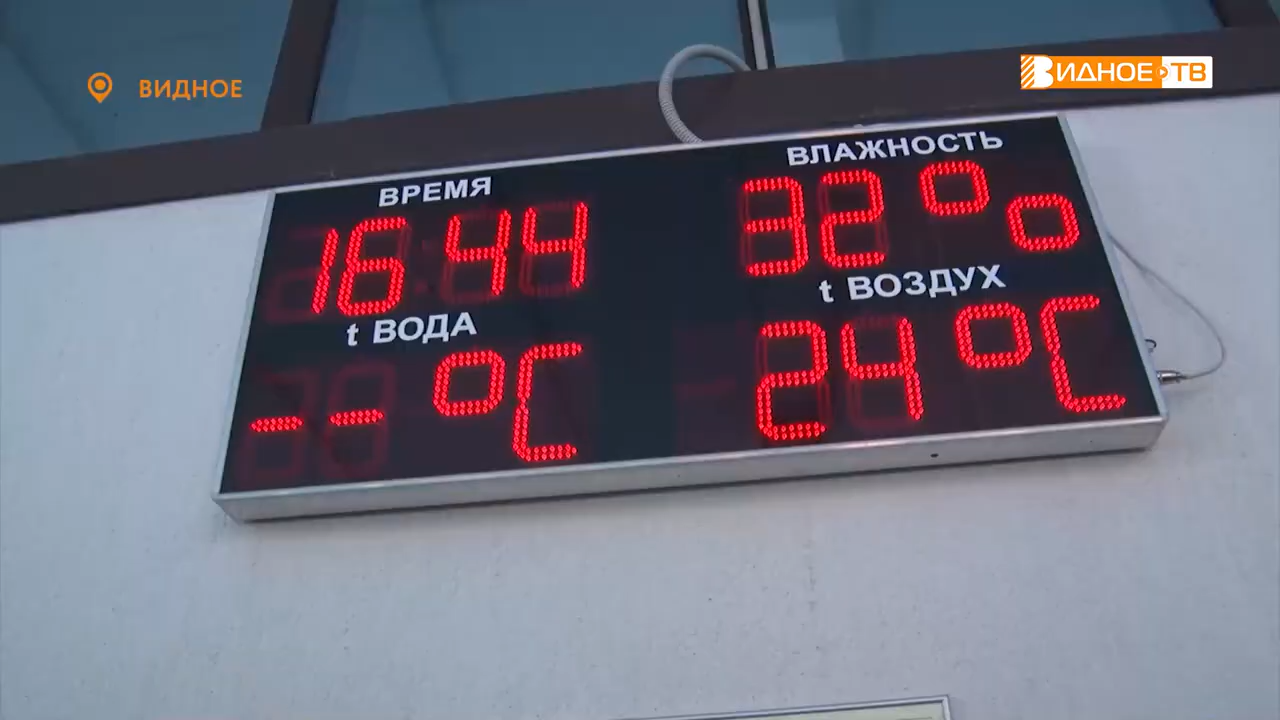 ВИДНОЕ
ВИДНОЕ ТВ
ВРЕМЯ
16:44
ВЛАЖНОСТЬ
32°o
t ВОДА
--°C
t ВОЗДУХ
24°C